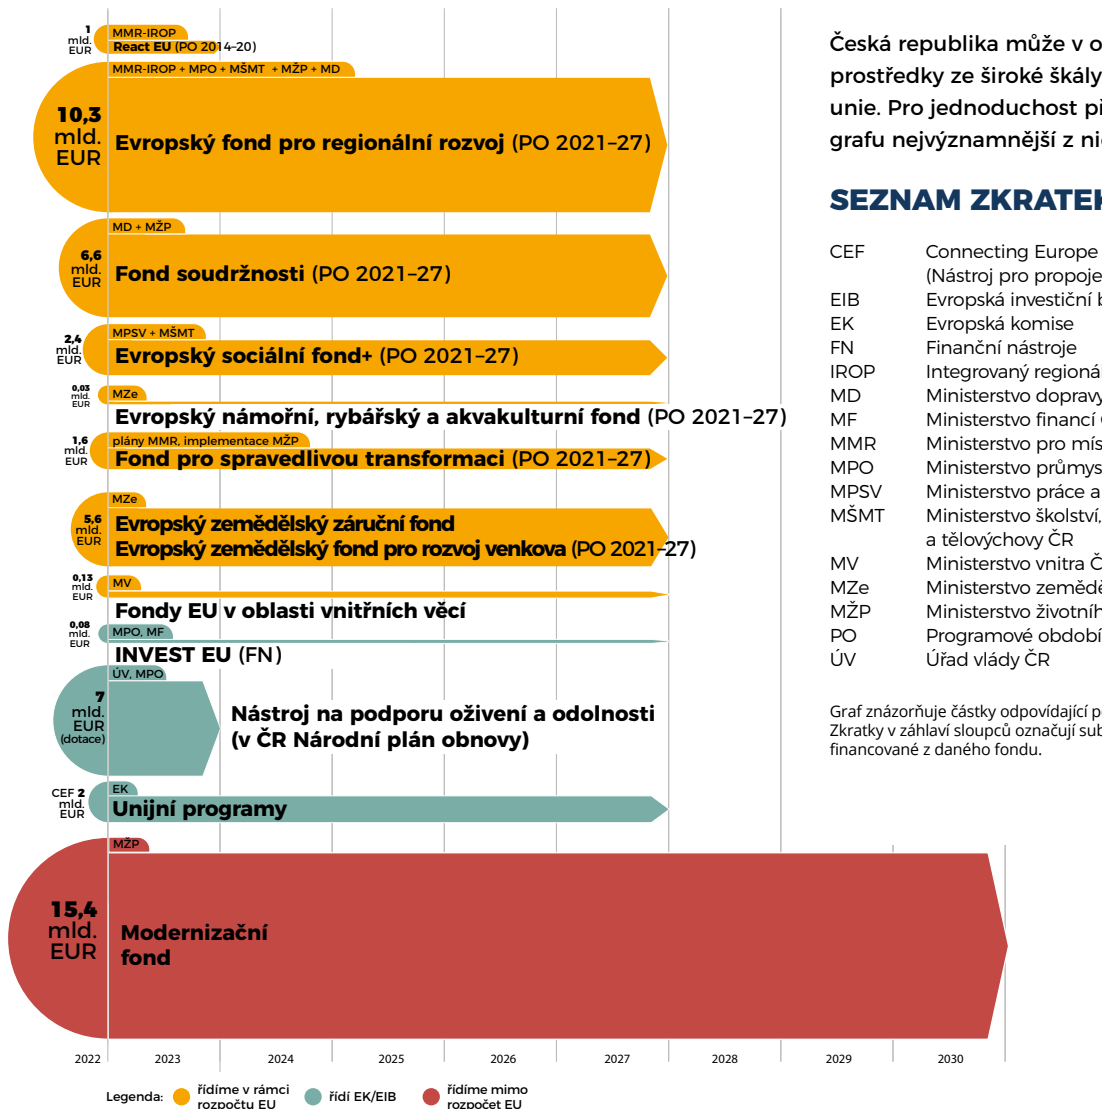 1
mld.
EUR
MMR-IROP
React EU (PO 2014–20)
MMR-IROP + MPO + MŠMT + MŽP + MD
10,3
mld.
EUR
Evropský fond pro regionální rozvoj (PO 2021–27)
MD + MŽP
6,6
mld.
EUR
Fond soudržnosti (PO 2021–27)
MPSV + MŠMT
2,4
mld.
EUR
Evropský sociální fond+ (PO 2021–27)
0,03
mld.
EUR
MZe
Evropský námořní, rybářský a akvakulturní fond (PO 2021–27)
1,6
mld.
EUR
plány MMR, implementace MŽP
Fond pro spravedlivou transformaci (PO 2021–27)
MZe
5,6
mld.
EUR
Evropský zemědělský záruční fond
Evropský zemědělský fond pro rozvoj venkova (PO 2021–27)
0,13
mld.
EUR
MV
Fondy EU v oblasti vnitřních věcí
0,08
mld.
EUR
MPO, MF
INVEST EU (FN)
ÚV, MPO
7
mld.
EUR
(dotace)
Nástroj na podporu oživení a odolnosti
(v ČR Národní plán obnovy)
CEF 2
mld.
EUR
EK
Unijní programy
MŽP
15,4
mld.
EUR
Modernizační
fond
2022 2023 2024 2025 2026 2027 2028 2029 2030
Legenda:
řídíme v rámci
rozpočtu EU
řídí EK/EIB
řídíme mimo
rozpočet EU
Česká republika může v o
prostředky ze široké škály
unie. Pro jednoduchost
grafu nejvýznamnější z
SEZNAM ZKRATEK
CEF Connecting Europe
(Nástroj pro propoje
EIB Evropská investiční
EK Evropská komise
FN Finanční nástroje
IROP Integrovaný regioná
MD Ministerstvo dopravy
MF Ministerstvo financí
MMR Ministerstvo pro mís
MPO Ministerstvo průmys
MPSV Ministerstvo práce a
MŠMT Ministerstvo školství,
a tělovýchovy ČR
MV Ministerstvo vnitra Č
MZe Ministerstvo zemědě
MŽP Ministerstvo životníh
PO Programové období
ÚV Úřad vlády ČR
Graf znázorňuje částky odpovídající
Zkratky v záhlaví sloupců označují sub
financované z daného fondu.